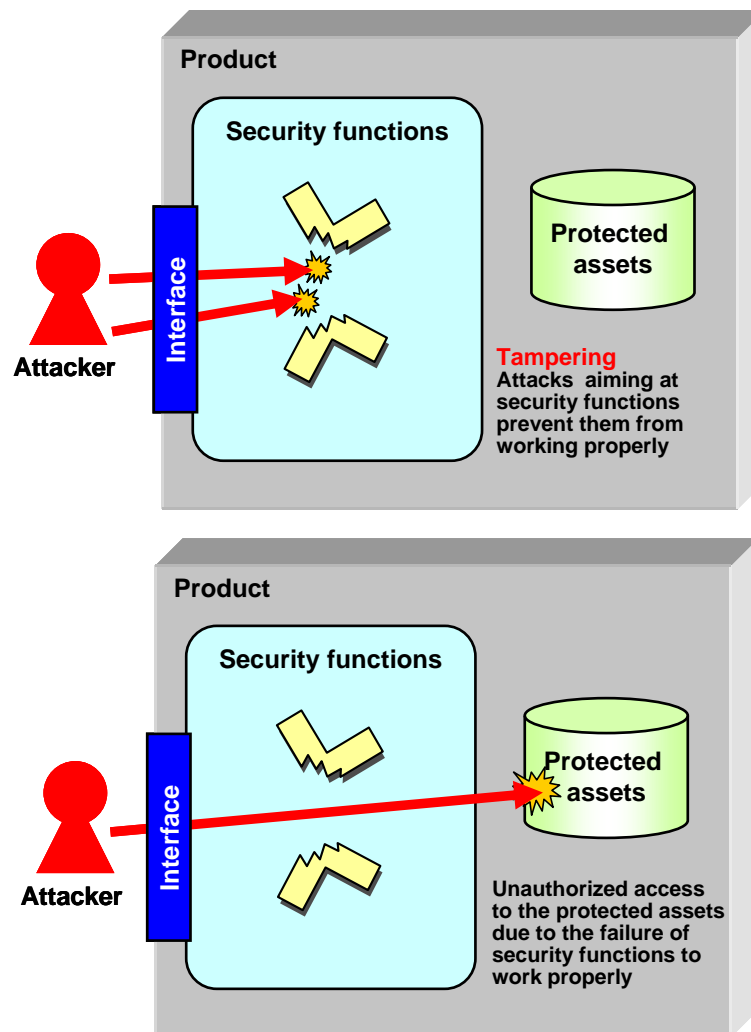 Product
Security functions
Protected
assets
Interface
Attacker
Tampering
Attacks aiming at
security functions
prevent them from
working properly
Product
Security functions
Protected
assets
Interface
Attacker
Unauthorized access
to the protected assets
due to the failure of
security functions to
work properly